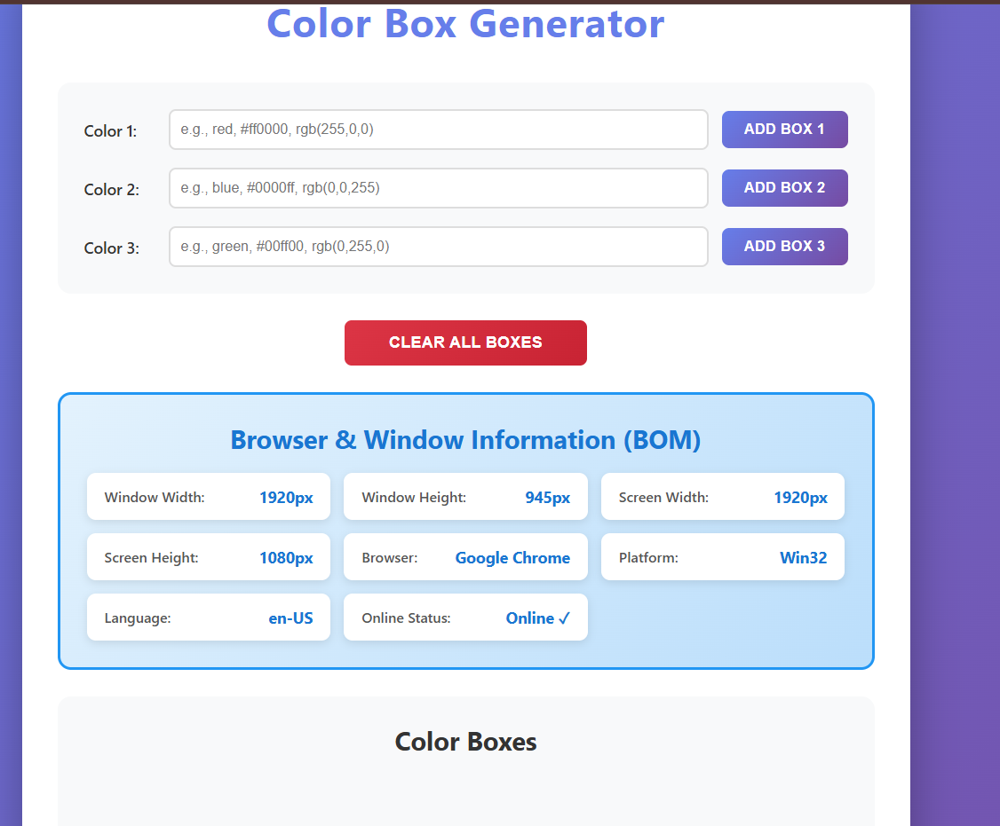 Color Box Generator
Color 1: e.g., red, #ff0000, rgb(255,0,0) ADD BOX 1
Color 2: e.g., blue, #0000ff, rgb(0,0,255) ADD BOX 2
Color 3: e.g., green, #00ff00, rgb(0,255,0) ADD BOX 3
CLEAR ALL BOXES
Browser & Window Information (BOM)
Window Width: 1920px Window Height: 945px Screen Width: 1920px
Screen Height: 1080px Browser: Google Chrome Platform: Win32
Language: en-US Online Status: Online ✓
Color Boxes